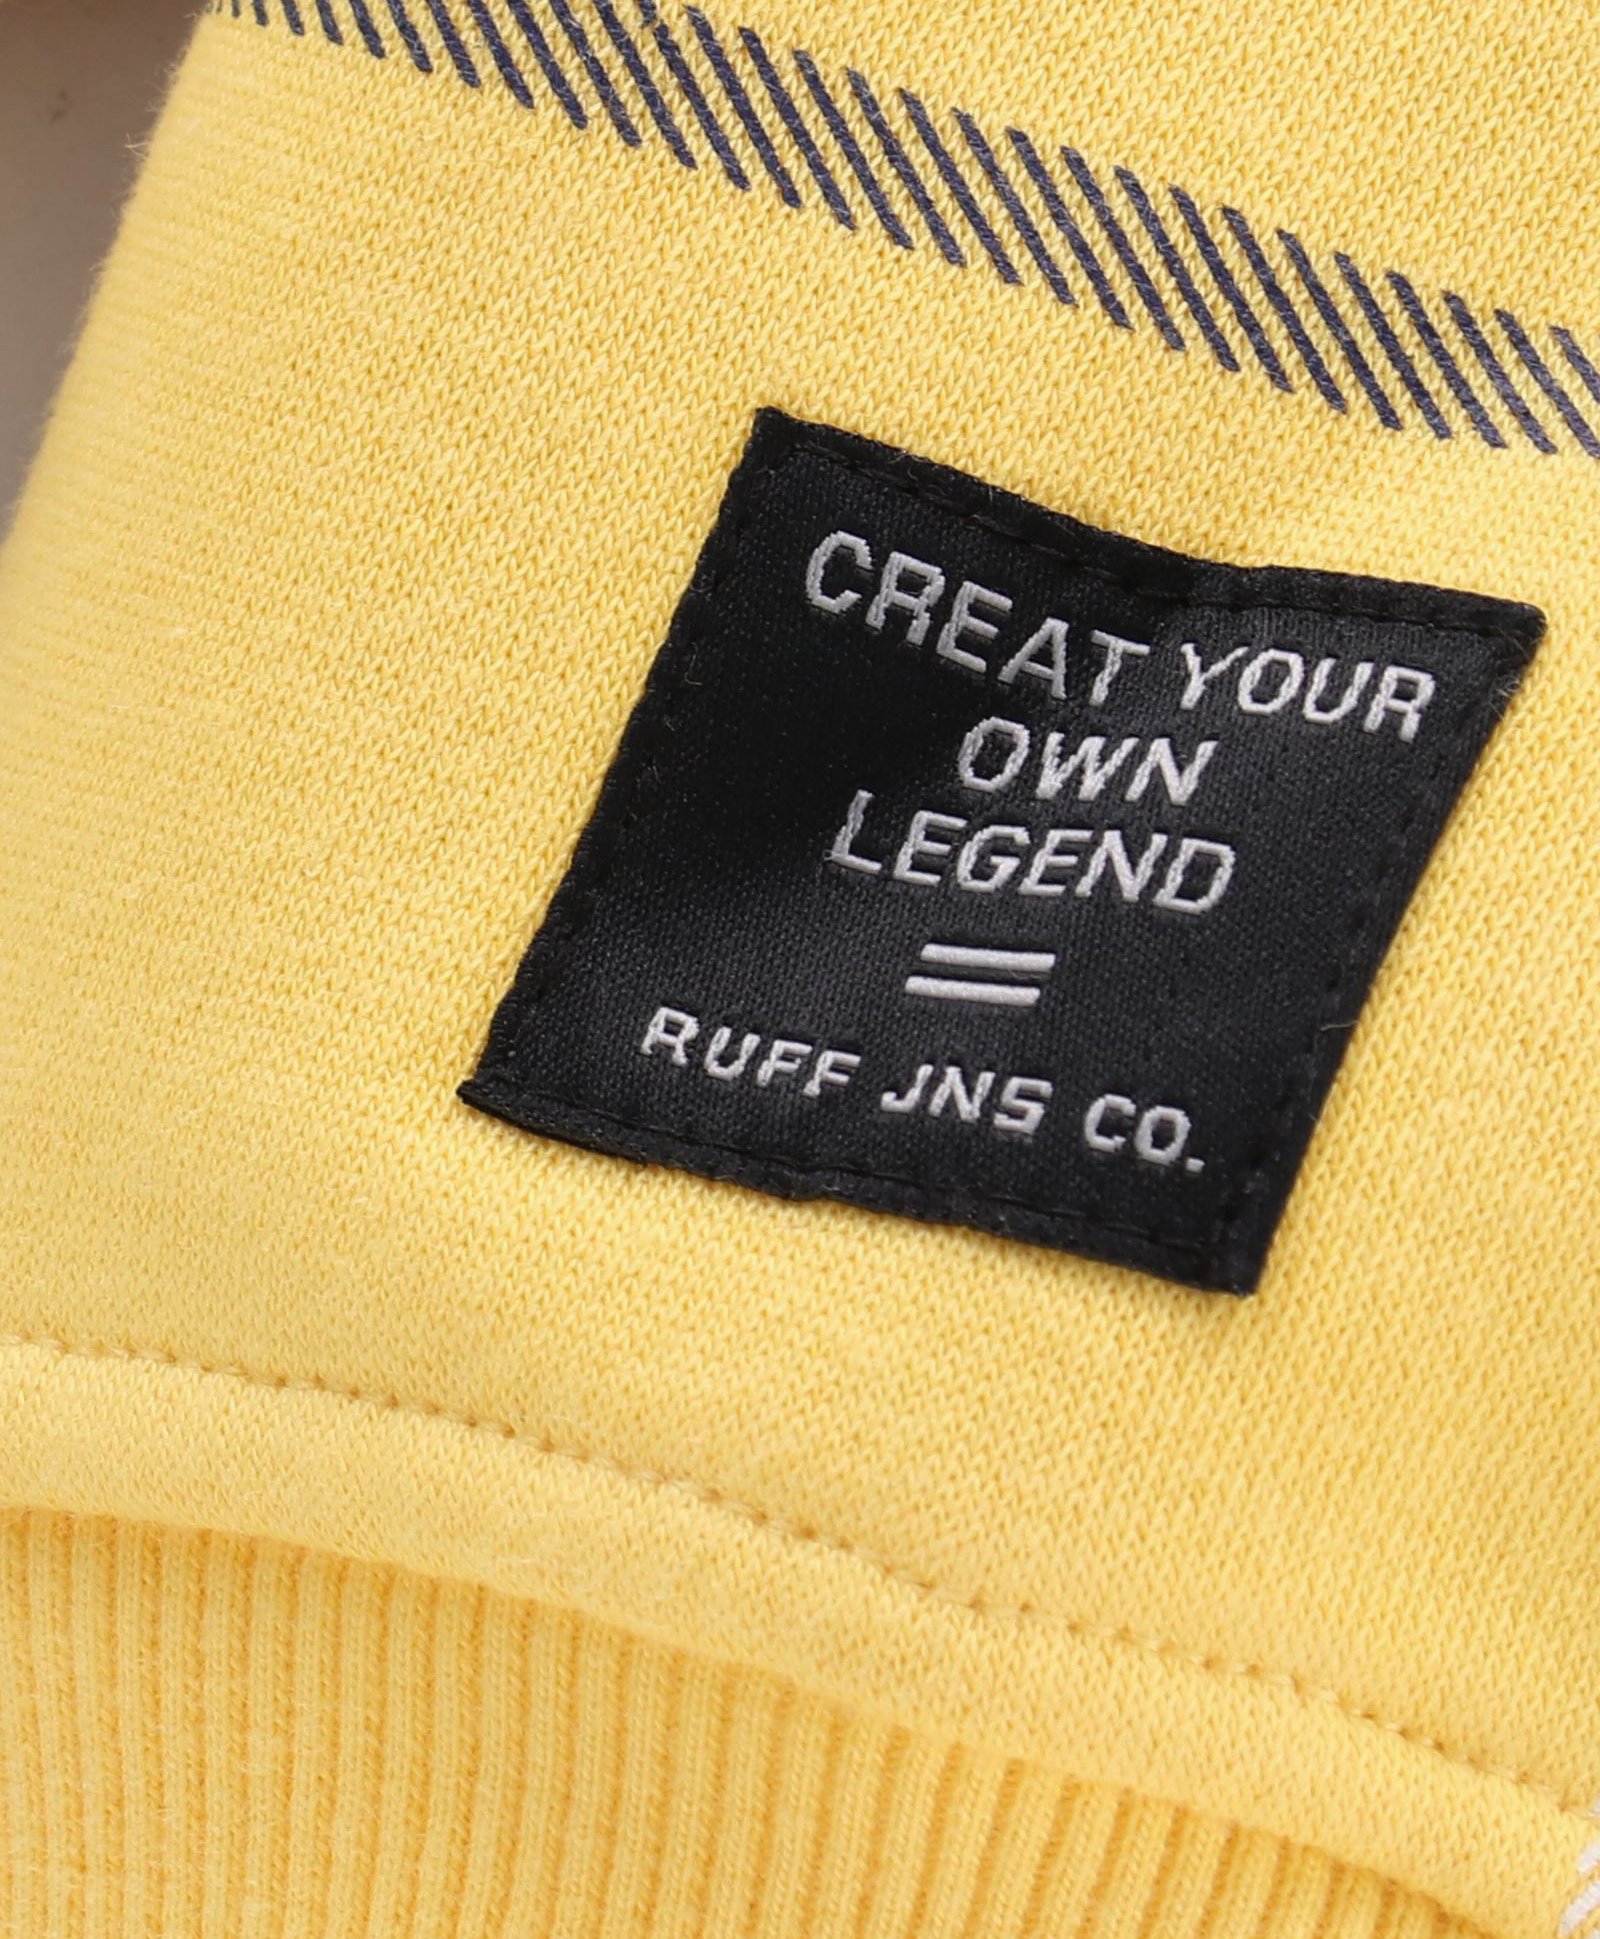 CREAT YOUR
OWN
LEGEND
RUFF JNS CO.